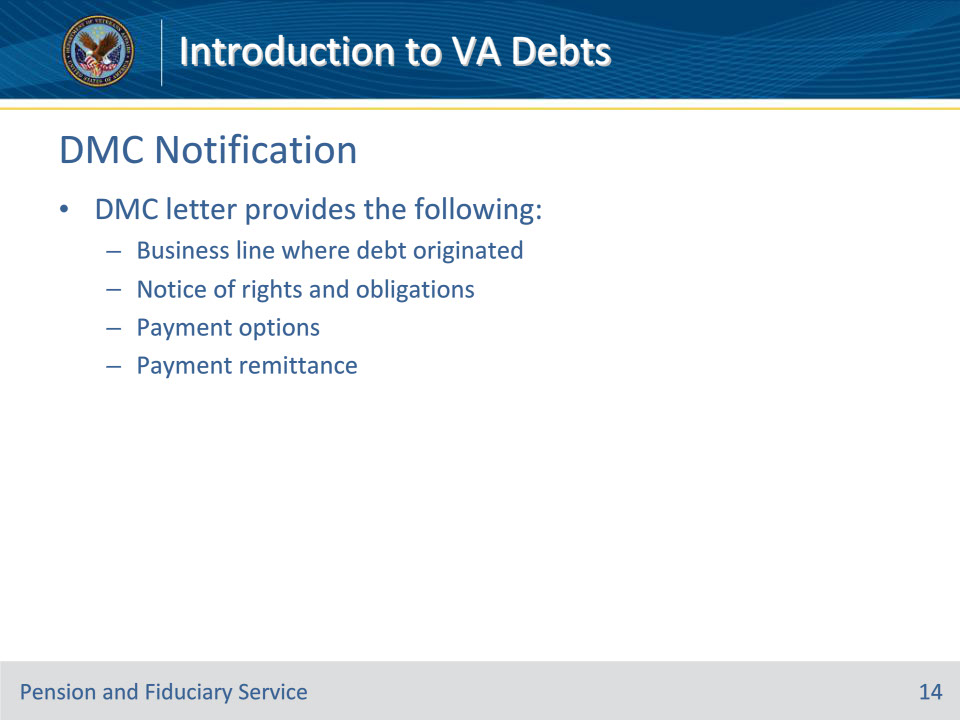 Introduction to VA Debts
DMC Notification
• DMC letter provides the following:
– Business line where debt originated
– Notice of rights and obligations
– Payment options
– Payment remittance
Pension and Fiduciary Service
14